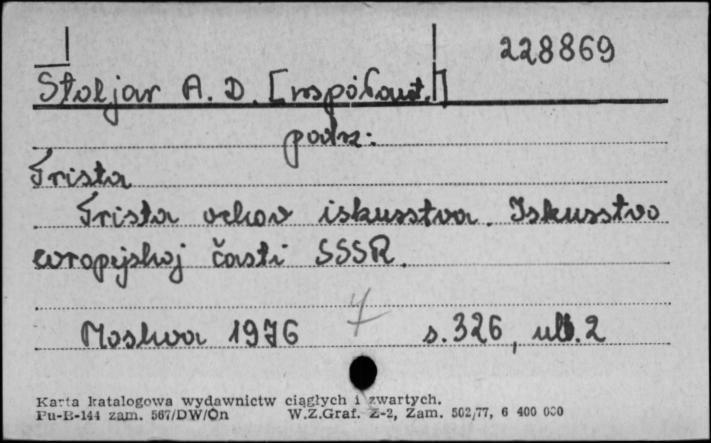 228869
Stoljar A. D. [współaut.]
podz:
Trista
Trista vekov iskusstva. Iskusstvo
evropejskoj časti SSSR.
Moskva 1976 s. 326, ull. 2
Karta katalogowa wydawnictw ciągłych i zwartych.
Pu-B-144 zam. 567/DW/On W.Z.Graf. Z-2, Zam. 502/77, 6 400 000